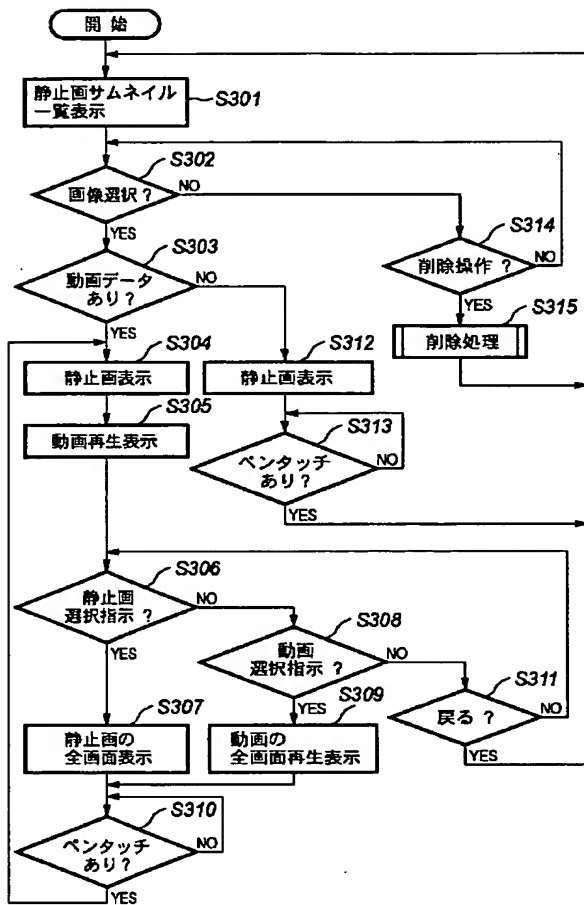 開 始
静止画サムネイル
一覧表示
S301
S302
画像選択?
NO
YES
S303
動画データ
あり?
NO
YES
S314
削除操作 ?
NO
YES
S315
削除処理
S304
静止画表示
S312
静止画表示
S305
動画再生表示
S313
ペンタッチ
あり?
NO
YES
S306
静止画
選択指示 ?
NO
YES
S308
動画
選択指示 ?
NO
YES
S311
戻る ?
NO
YES
S307
静止画の
全画面表示
S309
動画の
全画面再生表示
S310
ペンタッチ
あり?
NO
YES